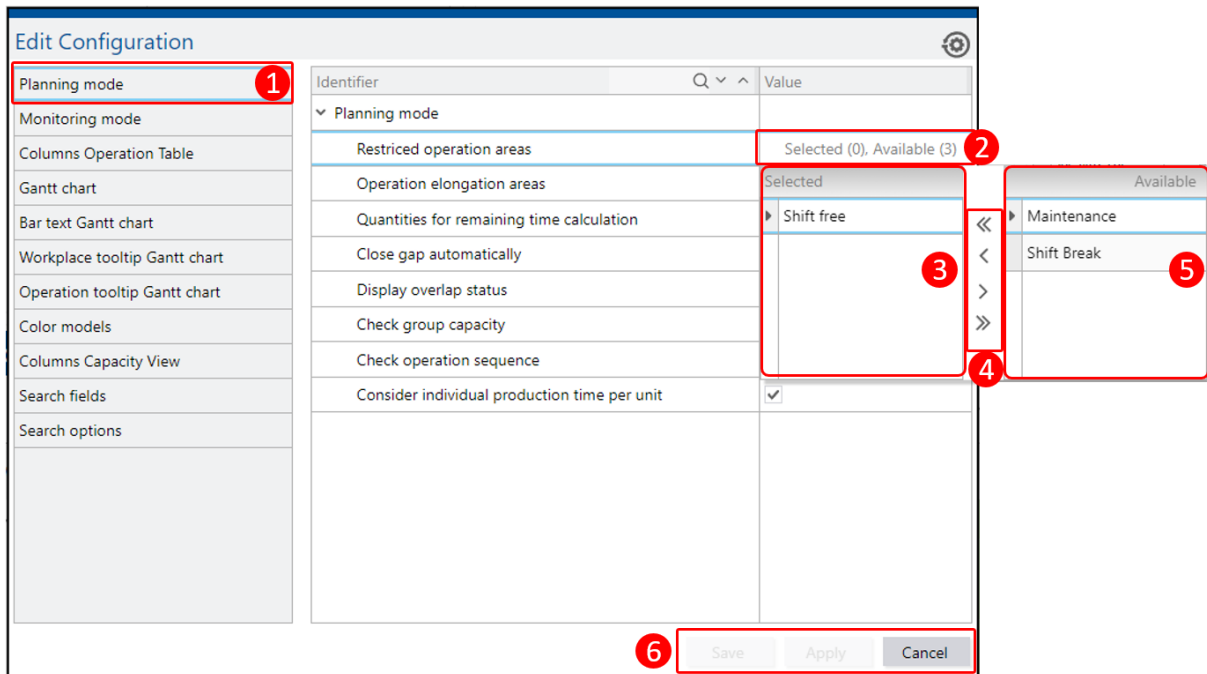 Edit Configuration
Planning mode
1
Monitoring mode
Columns Operation Table
Gantt chart
Bar text Gantt chart
Workplace tooltip Gantt chart
Operation tooltip Gantt chart
Color models
Columns Capacity View
Search fields
Search options
Identifier
Value
Planning mode
Restriced operation areas
Selected (0), Available (3)
2
Operation elongation areas
Quantities for remaining time calculation
Close gap automatically
Display overlap status
Check group capacity
Check operation sequence
Consider individual production time per unit
Selected
Shift free
3
4
Available
Maintenance
Shift Break
5
6
Save
Apply
Cancel